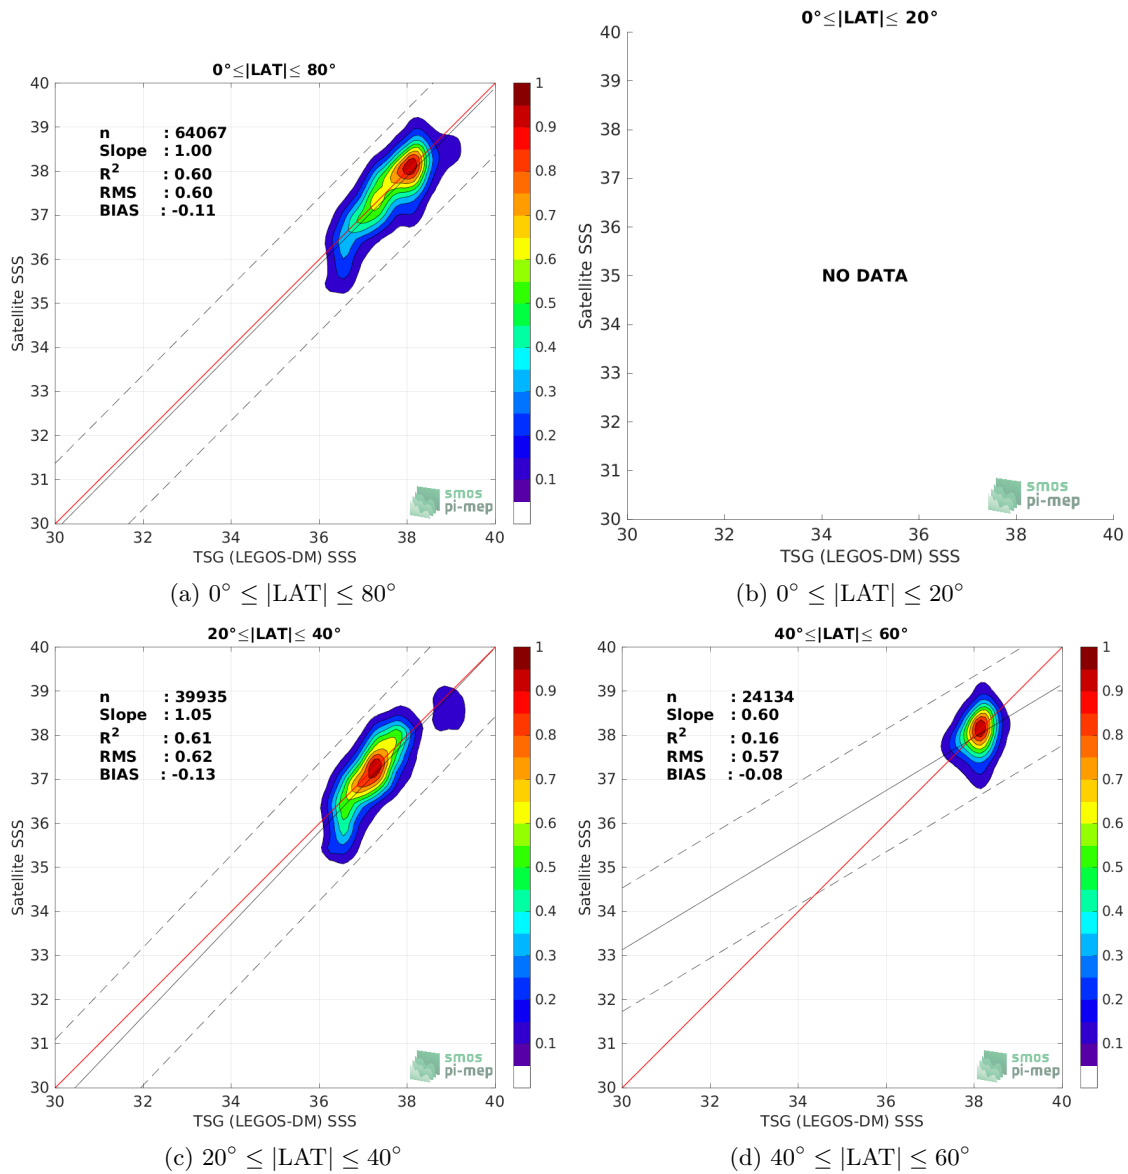 0°≤|LAT|≤ 80°
40
39
38
37
36
35
34
33
32
31
30
Satellite SSS
n : 64067
Slope : 1.00
R² : 0.60
RMS : 0.60
BIAS : -0.11
smos
pi-mep
30 32 34 36 38 40
TSG (LEGOS-DM) SSS
1
0.9
0.8
0.7
0.6
0.5
0.4
0.3
0.2
0.1
(a) 0° ≤ |LAT| ≤ 80°
0°≤|LAT|≤ 20°
40
39
38
37
36
35
34
33
32
31
30
Satellite SSS
NO DATA
smos
pi-mep
30 32 34 36 38 40
TSG (LEGOS-DM) SSS
(b) 0° ≤ |LAT| ≤ 20°
20°≤|LAT|≤ 40°
40
39
38
37
36
35
34
33
32
31
30
Satellite SSS
n : 39935
Slope : 1.05
R² : 0.61
RMS : 0.62
BIAS : -0.13
smos
pi-mep
30 32 34 36 38 40
TSG (LEGOS-DM) SSS
1
0.9
0.8
0.7
0.6
0.5
0.4
0.3
0.2
0.1
(c) 20° ≤ |LAT| ≤ 40°
40°≤|LAT|≤ 60°
40
39
38
37
36
35
34
33
32
31
30
Satellite SSS
n : 24134
Slope : 0.60
R² : 0.16
RMS : 0.57
BIAS : -0.08
smos
pi-mep
30 32 34 36 38 40
TSG (LEGOS-DM) SSS
1
0.9
0.8
0.7
0.6
0.5
0.4
0.3
0.2
0.1
(d) 40° ≤ |LAT| ≤ 60°